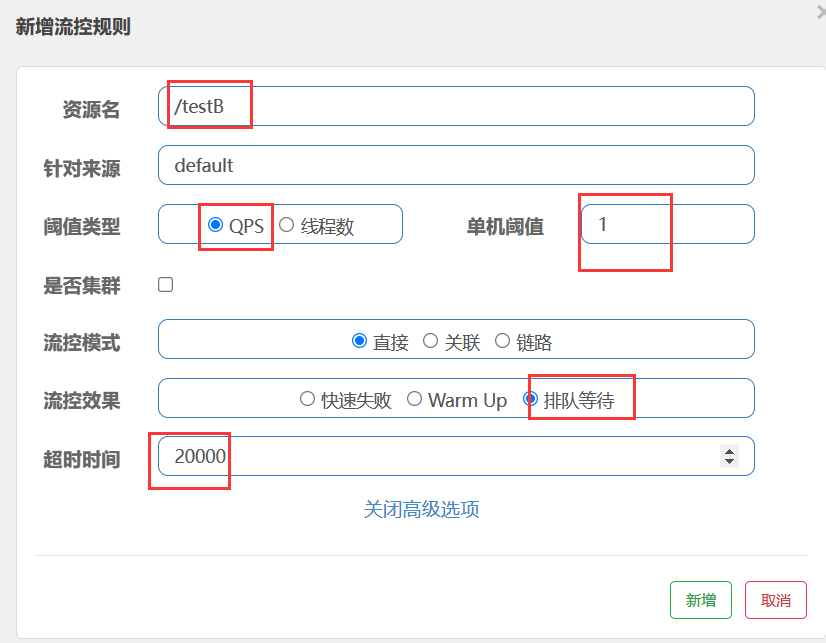 新增流控规则
资源名 /testB
针对来源 default
阈值类型 QPS 线程数 单机阈值 1
是否集群
流控模式 直接 关联 链路
流控效果 快速失败 Warm Up 排队等待
超时时间 20000
关闭高级选项
新增 取消